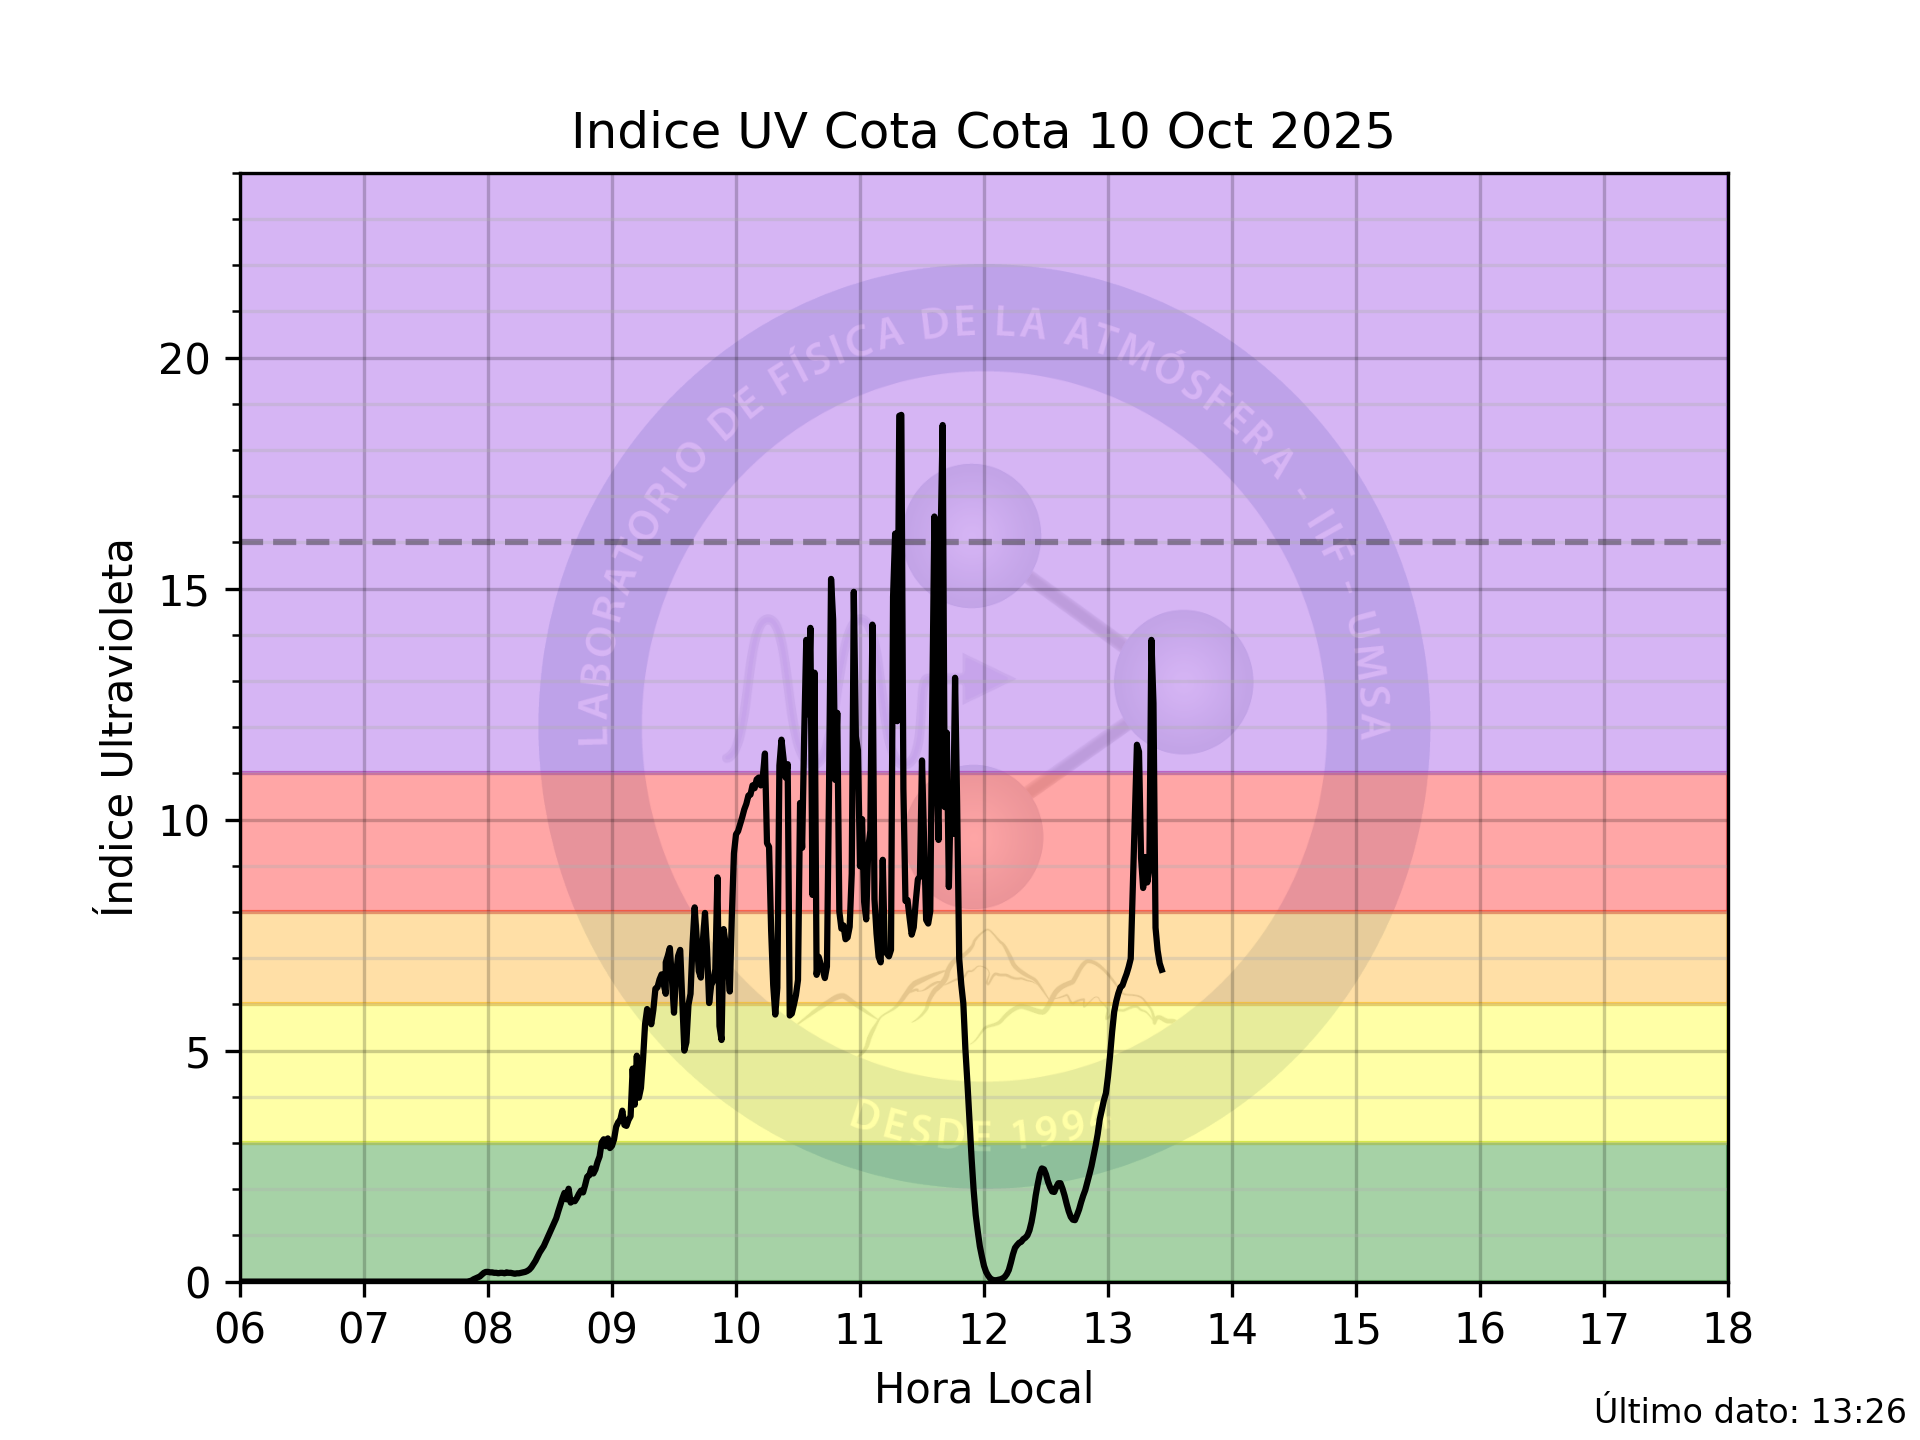 Indice UV Cota Cota 10 Oct 2025
20
15
10
5
0
Índice Ultravioleta
LABORATORIO DE FÍSICA DE LA ATMÓSFERA - IIF - UMSA
DESDE 1994
06 07 08 09 10 11 12 13 14 15 16 17 18
Hora Local
Último dato: 13:26